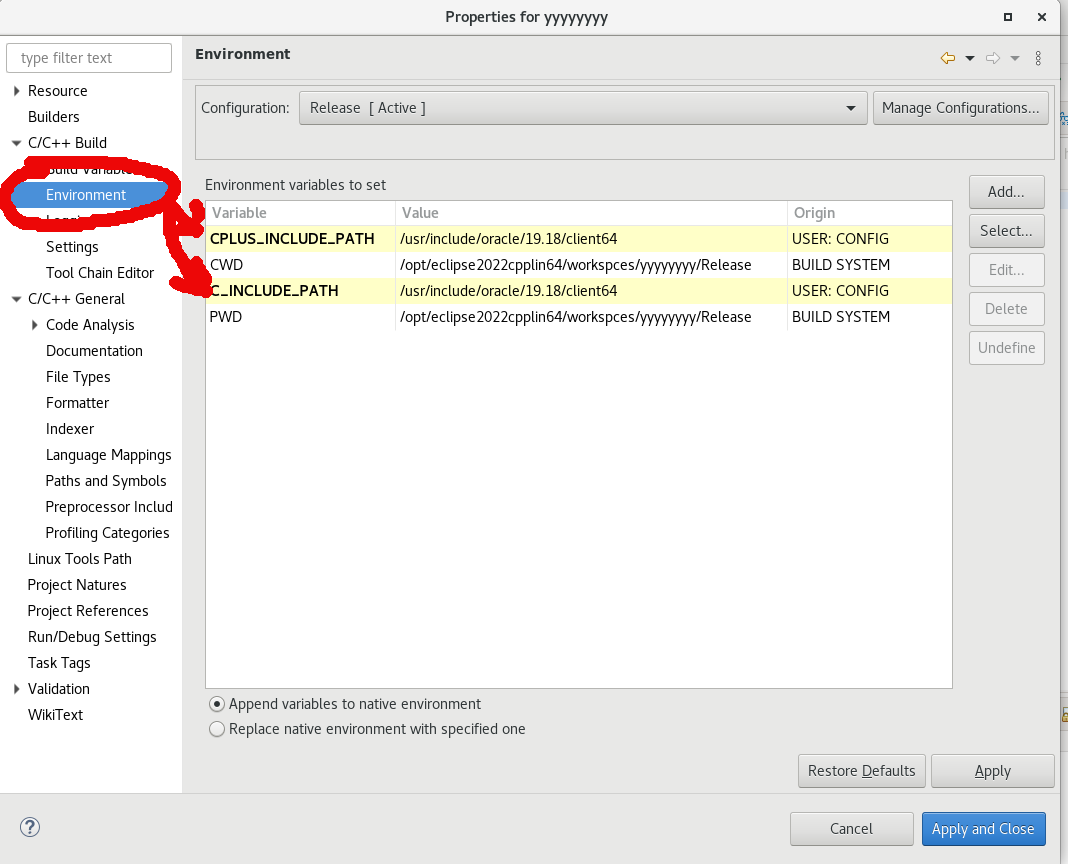 Properties for yyyyyyyy
type filter text
Resource
Builders
C/C++ Build
Build Variable
Environment
Loggi
Settings
Tool Chain Editor
C/C++ General
Code Analysis
Documentation
File Types
Formatter
Indexer
Language Mappings
Paths and Symbols
Preprocessor Includ
Profiling Categories
Linux Tools Path
Project Natures
Project References
Run/Debug Settings
Task Tags
Validation
WikiText
Environment
Configuration: Release [ Active ] Manage Configurations...
Environment variables to set
Variable Value Origin
CPLUS_INCLUDE_PATH /usr/include/oracle/19.18/client64 USER: CONFIG
CWD /opt/eclipse2022cpplin64/workspces/yyyyyyyy/Release BUILD SYSTEM
C_INCLUDE_PATH /usr/include/oracle/19.18/client64 USER: CONFIG
PWD /opt/eclipse2022cpplin64/workspces/yyyyyyyy/Release BUILD SYSTEM
Add...
Select...
Edit...
Delete
Undefine
Append variables to native environment
Replace native environment with specified one
Restore Defaults Apply
Cancel Apply and Close